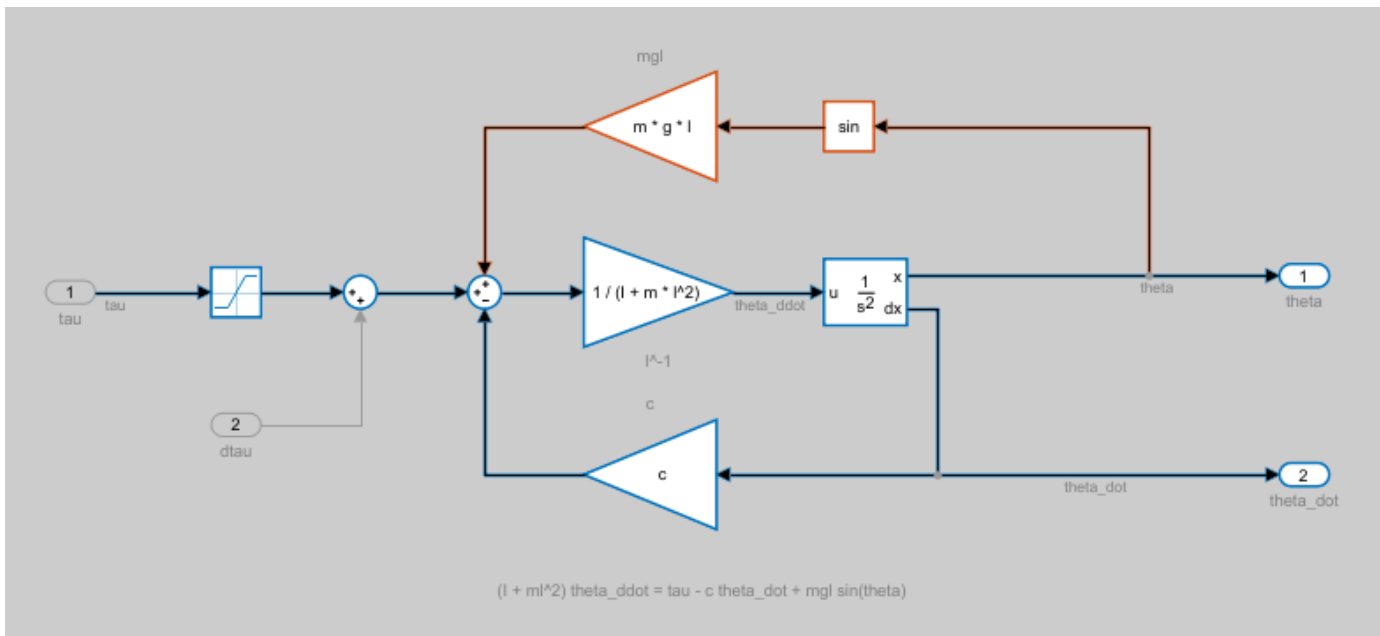 mgl
m * g * l
sin
1
tau
tau
+
+
+
+
-
1 / (I + m * l^2)
theta_ddot
u
1
s2
x
dx
theta
1
theta
I^-1
2
dtau
c
c
theta_dot
2
theta_dot
(I + ml^2) theta_ddot = tau - c theta_dot + mgl sin(theta)